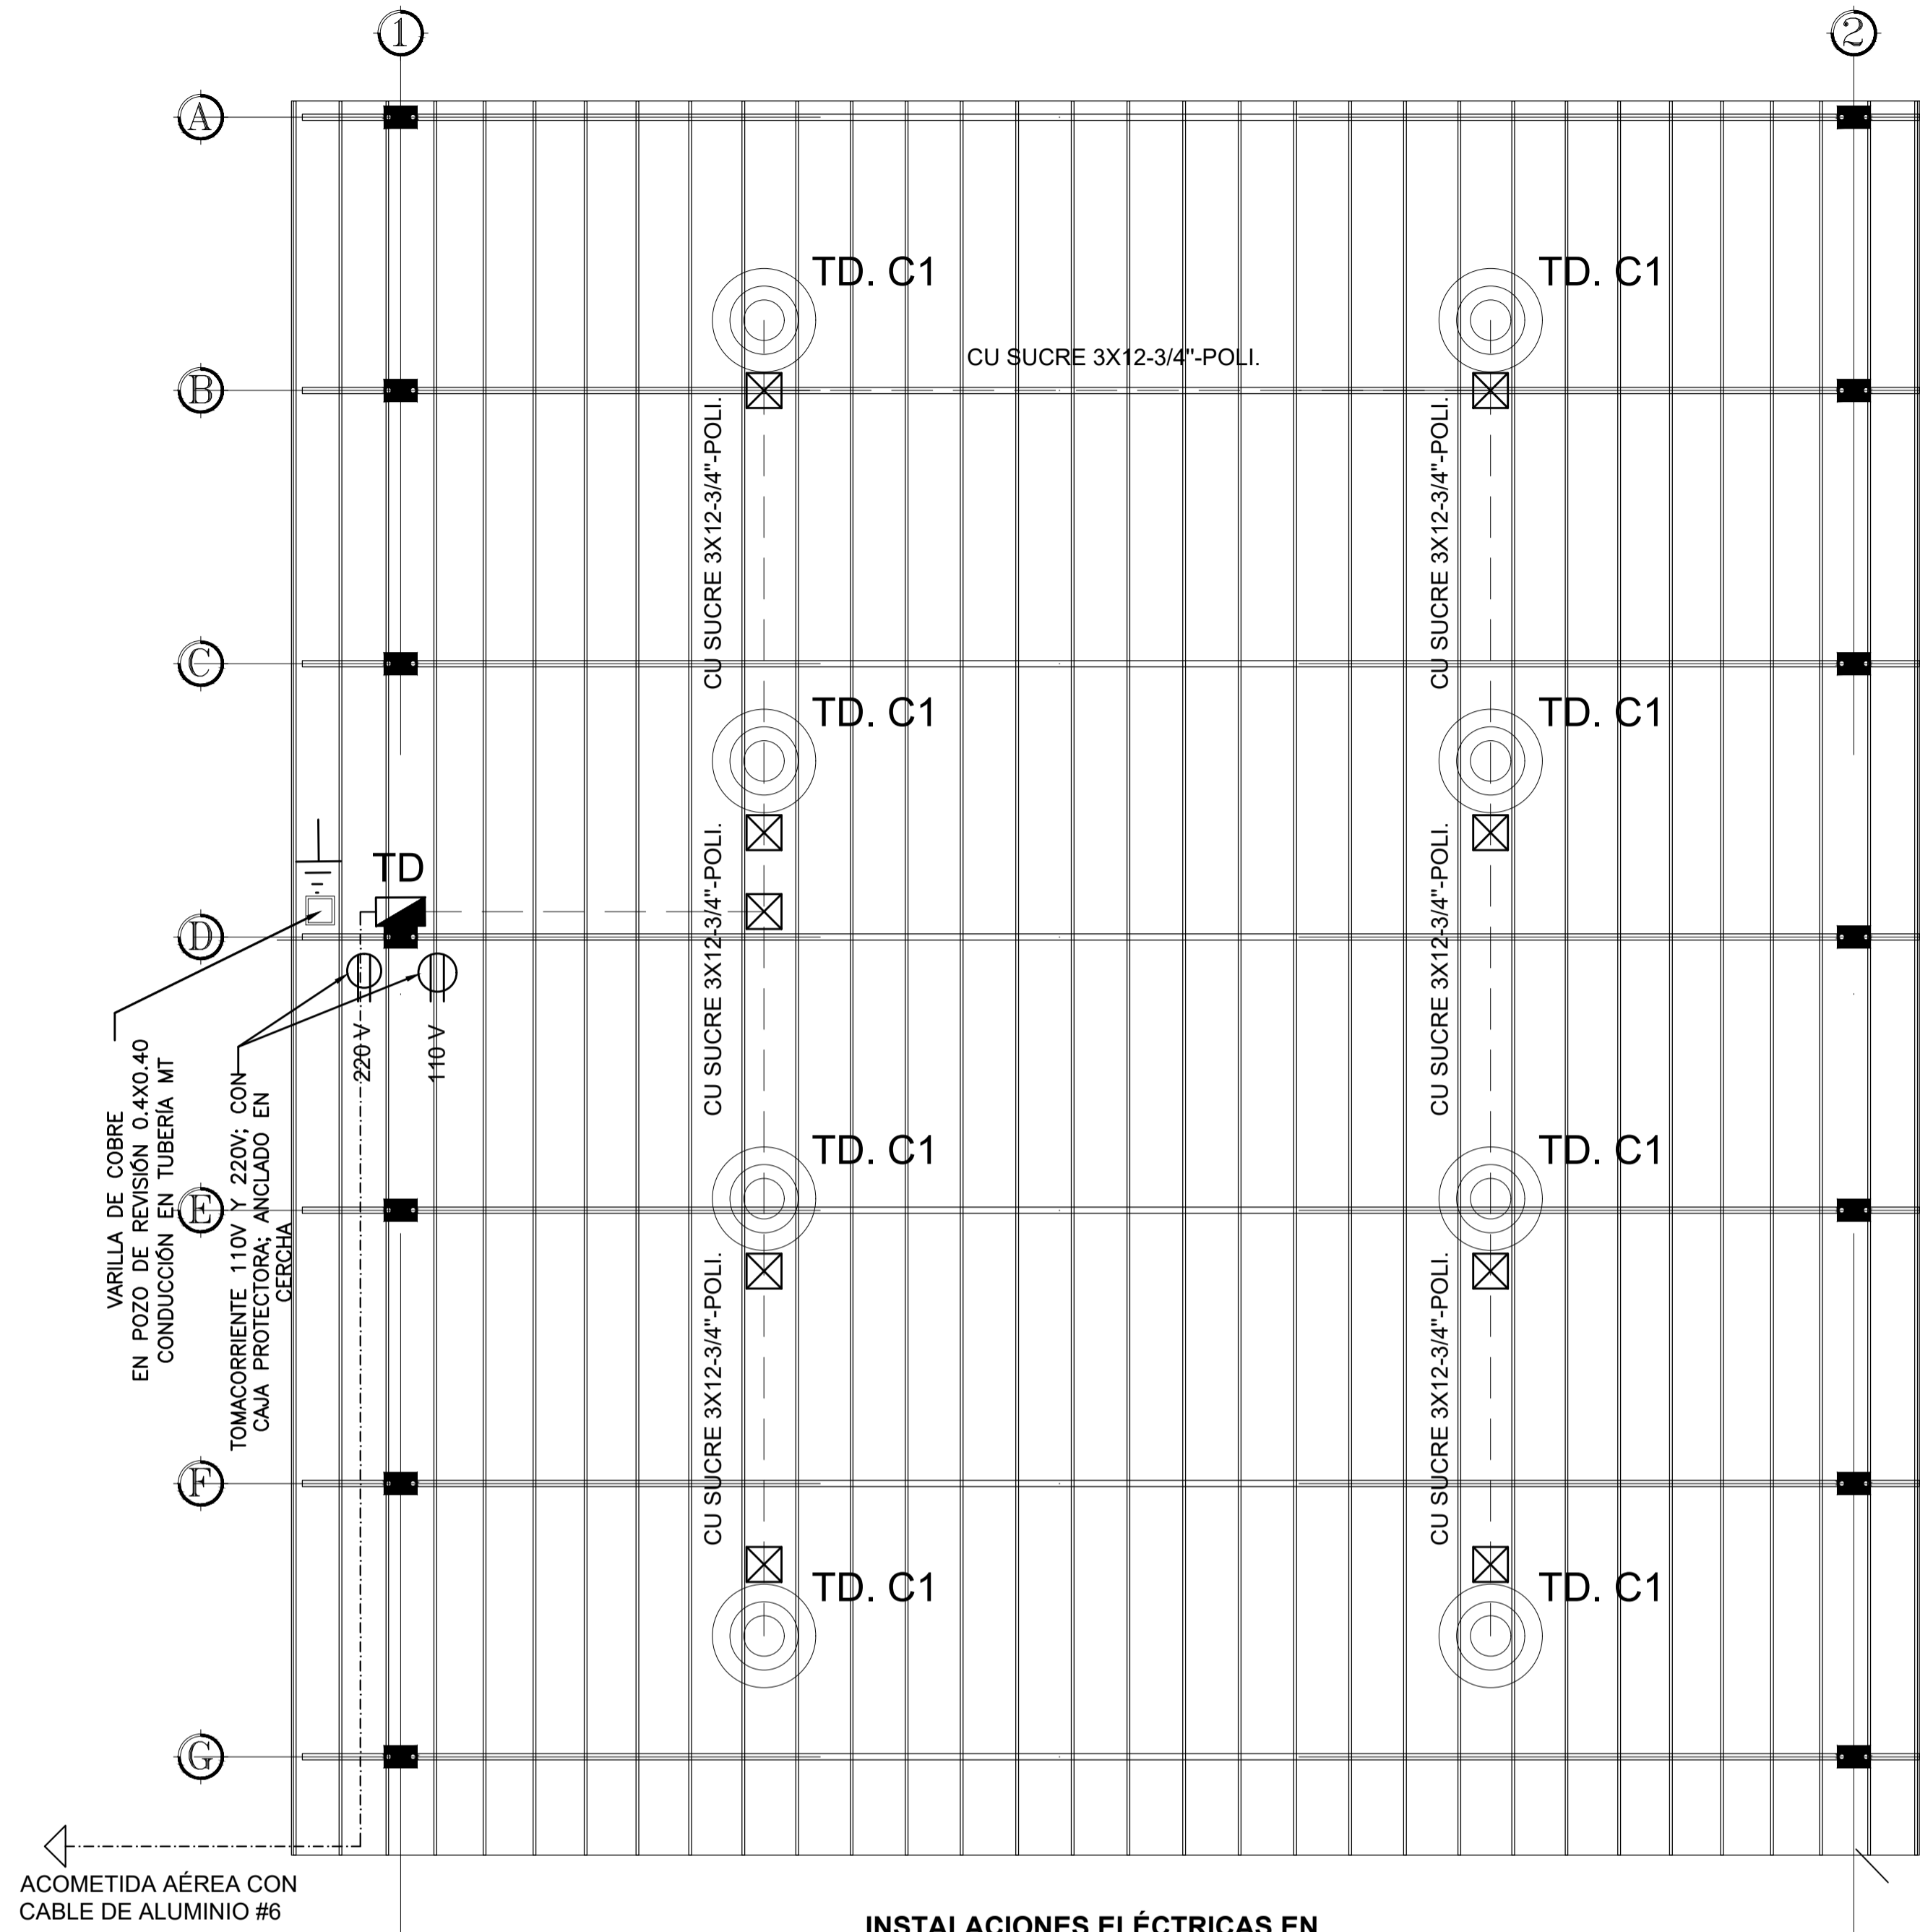 1
2
A
TD. C1
TD. C1
CU SUCRE 3X12-3/4"-POLI.
B
CU SUCRE 3X12-3/4"-POLI.
CU SUCRE 3X12-3/4"-POLI.
C
TD. C1
TD. C1
TD
CU SUCRE 3X12-3/4"-POLI.
CU SUCRE 3X12-3/4"-POLI.
D
220 V
110 V
VARILLA DE COBRE
EN POZO DE REVISIÓN 0.4X0.40
CONDUCCIÓN EN TUBERÍA MT
TOMACORRIENTE 110V Y 220V; CON
CAJA PROTECTORA; ANCLADO EN
CERCHA
TD. C1
TD. C1
E
CU SUCRE 3X12-3/4"-POLI.
CU SUCRE 3X12-3/4"-POLI.
F
TD. C1
TD. C1
G
ACOMETIDA AÉREA CON
CABLE DE ALUMINIO #6
INSTALACIONES ELÉCTRICAS EN